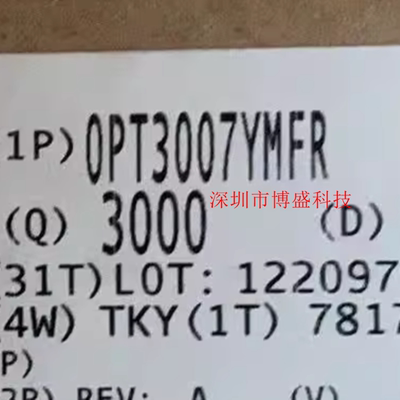 1P) OPT3007YMFR
深圳市博盛科技
(Q) 3000 (D)
(31T)LOT: 122097
(4W) TKY(1T) 7817
P)
2P) REV: A (V)